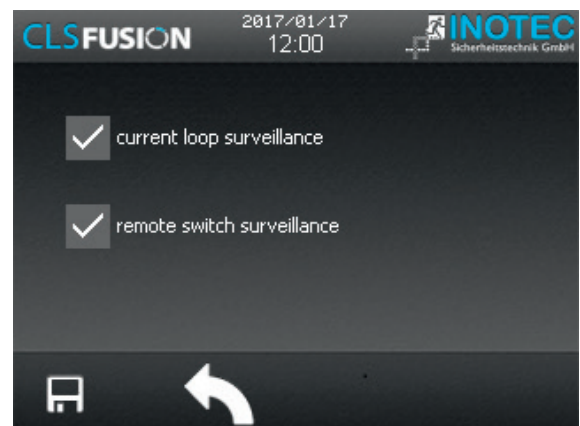 CLSFUSION
2017/01/17
12:00
INOTEC
Sicherheitstechnik GmbH
current loop surveillance
remote switch surveillance